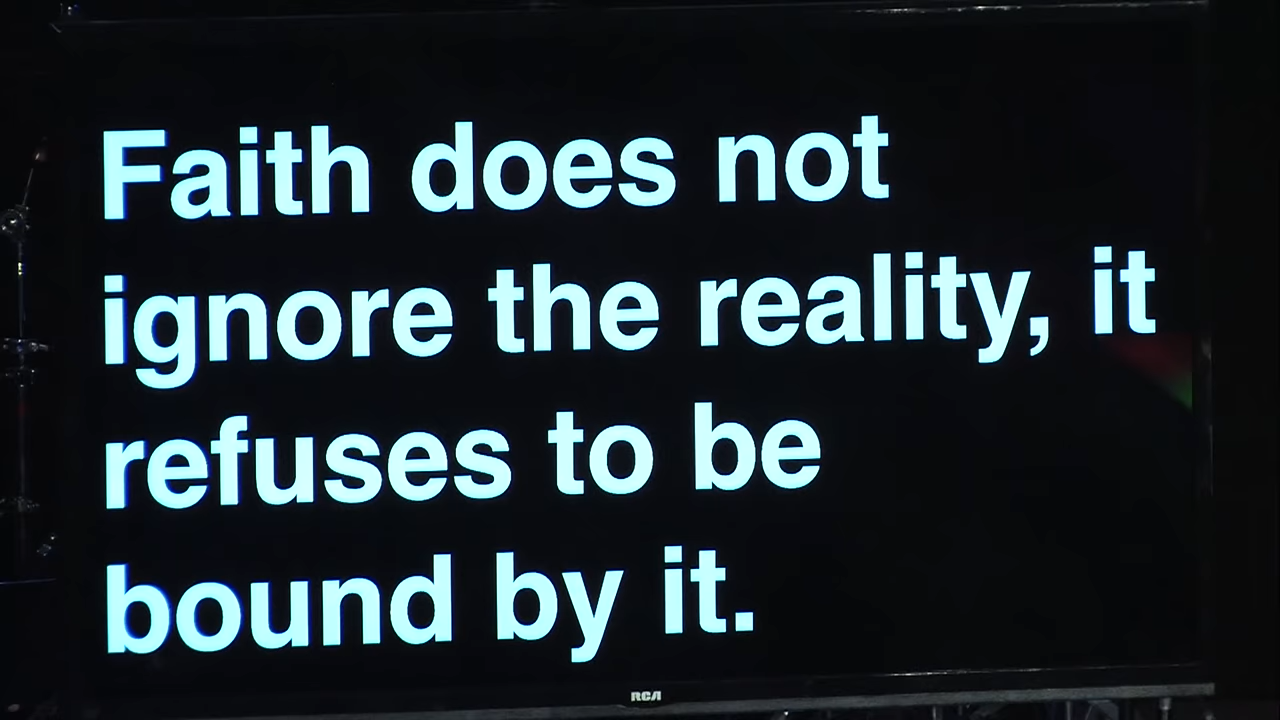 Faith does not
ignore the reality, it
refuses to be
bound by it.
RCA